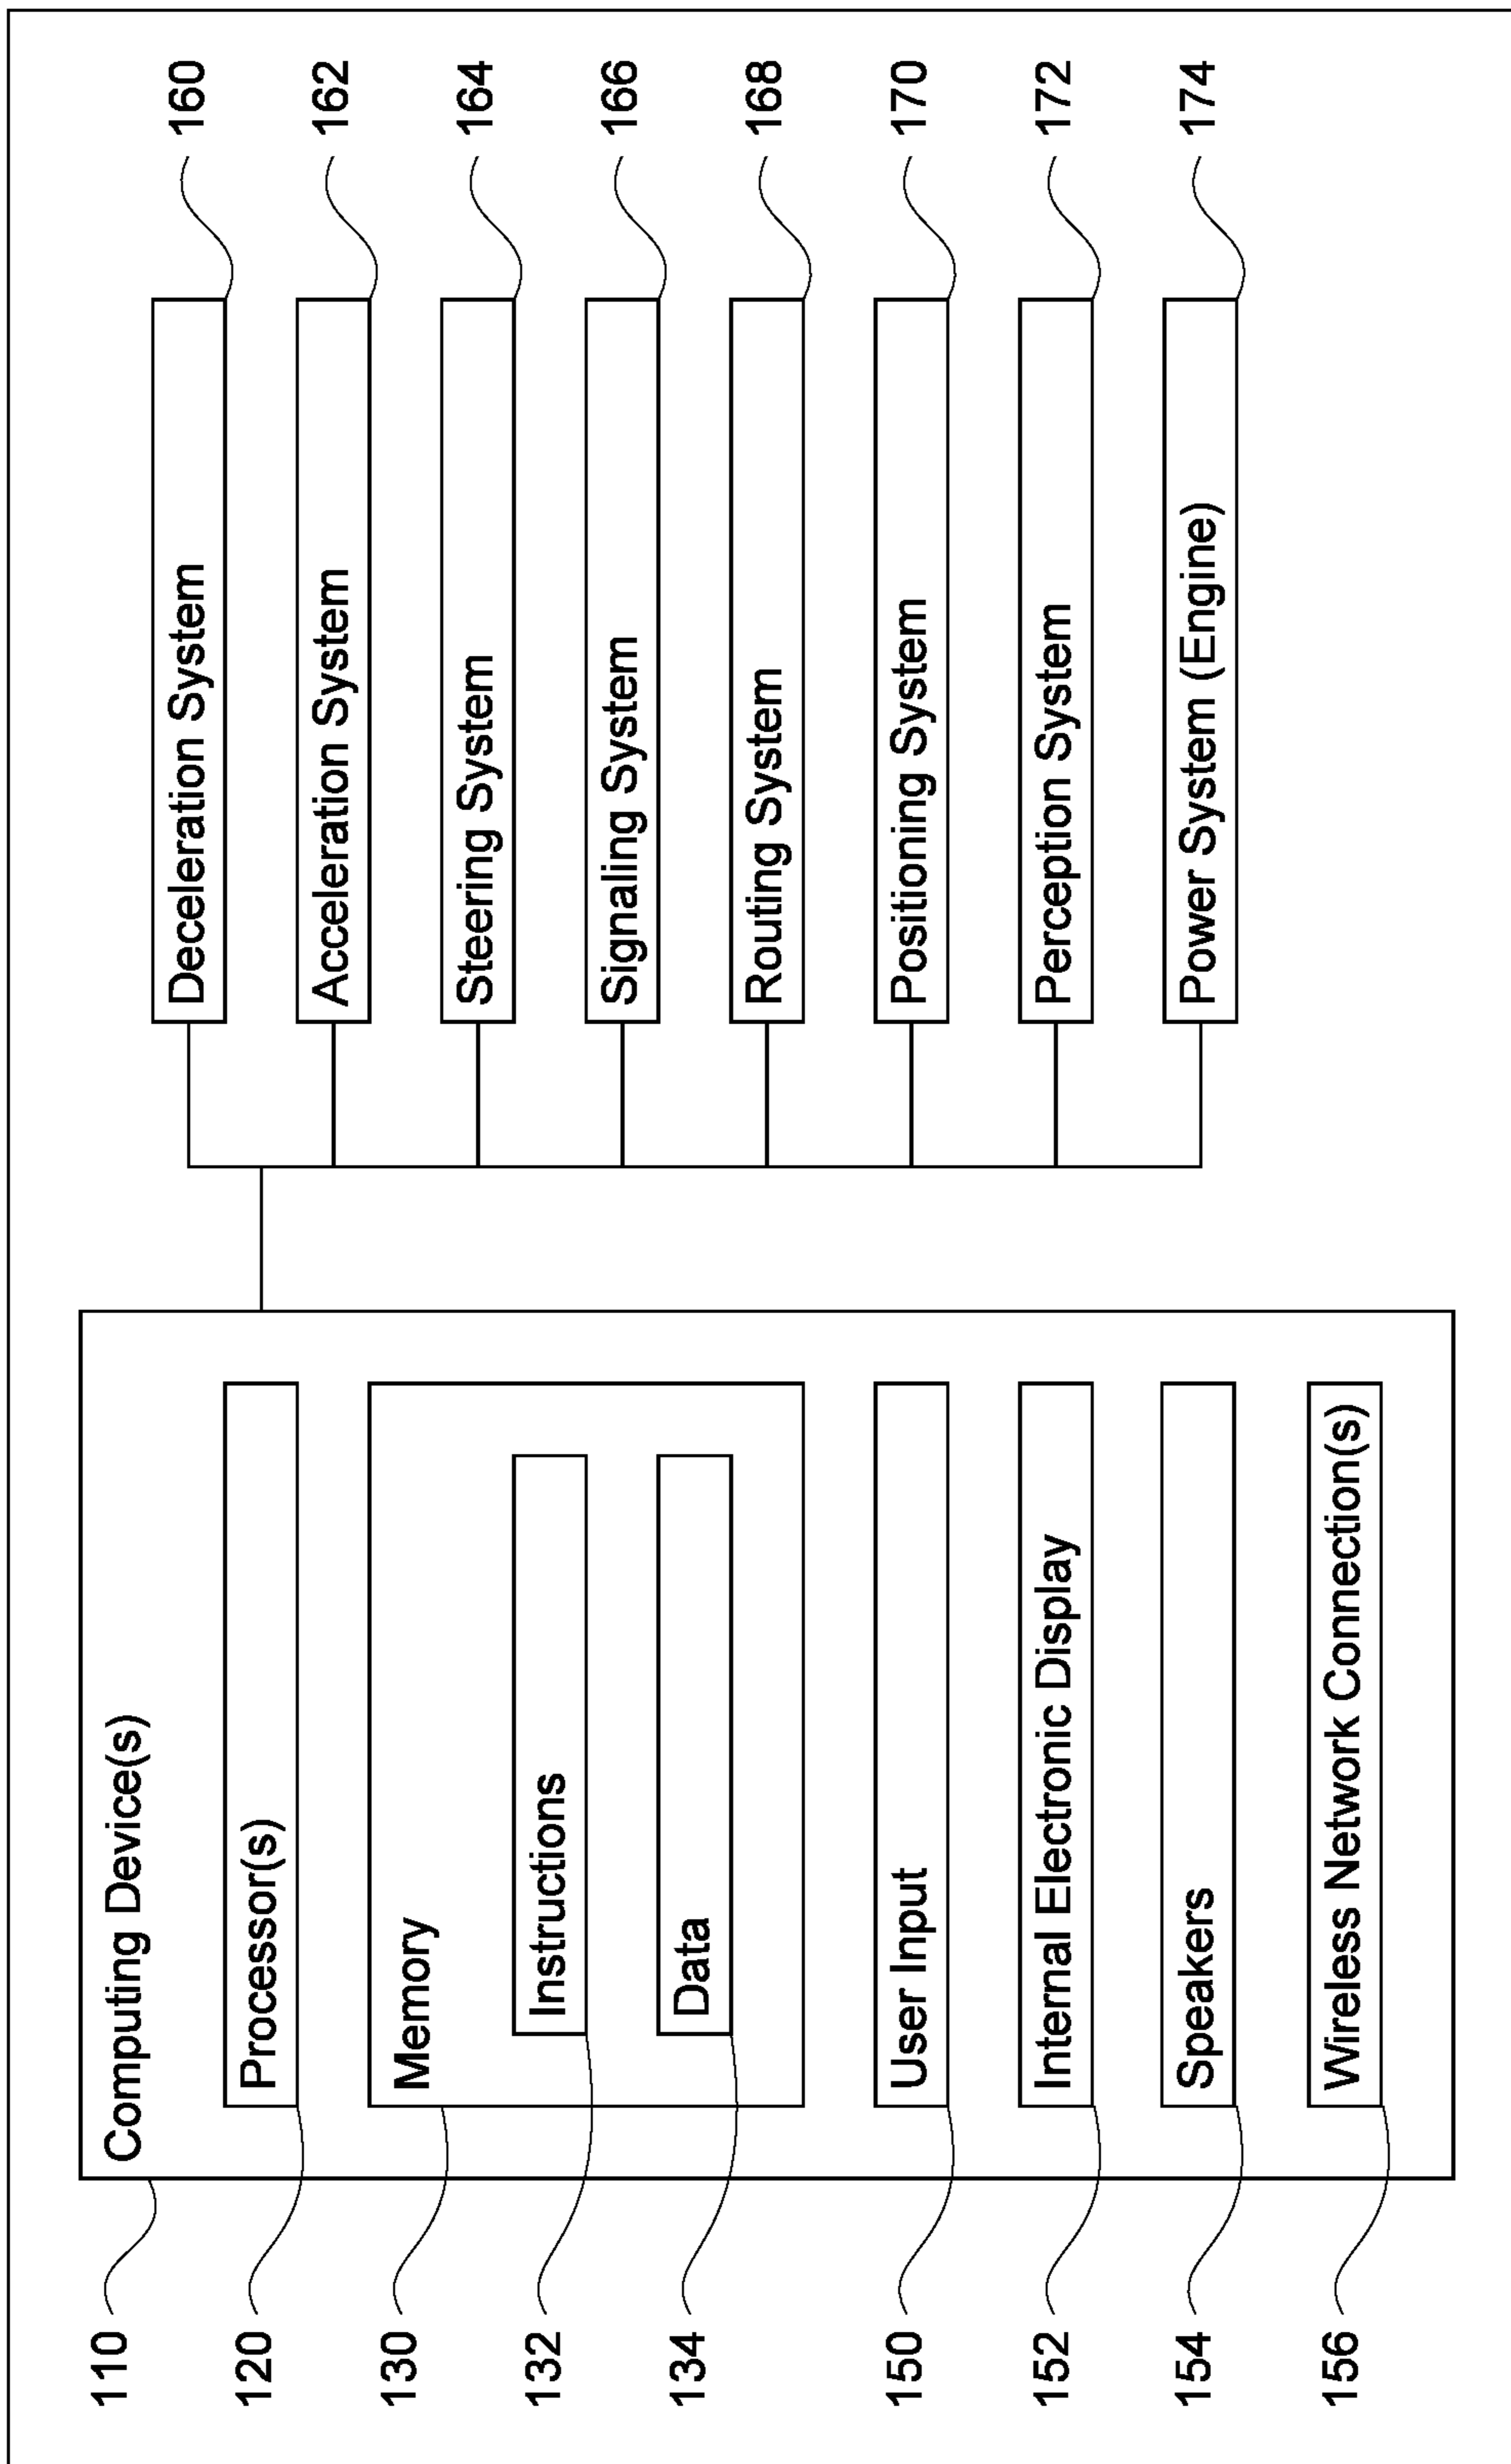 110
Computing Device(s)
120
Processor(s)
130
Memory
132
Instructions
134
Data
150
User Input
152
Internal Electronic Display
154
Speakers
156
Wireless Network Connection(s)
Deceleration System
160
Acceleration System
162
Steering System
164
Signaling System
166
Routing System
168
Positioning System
170
Perception System
172
Power System (Engine)
174